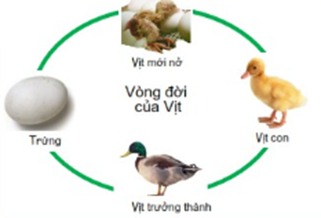 Vịt mới nở
Vòng đời
của Vịt
Trứng
Vịt con
Vịt trưởng thành